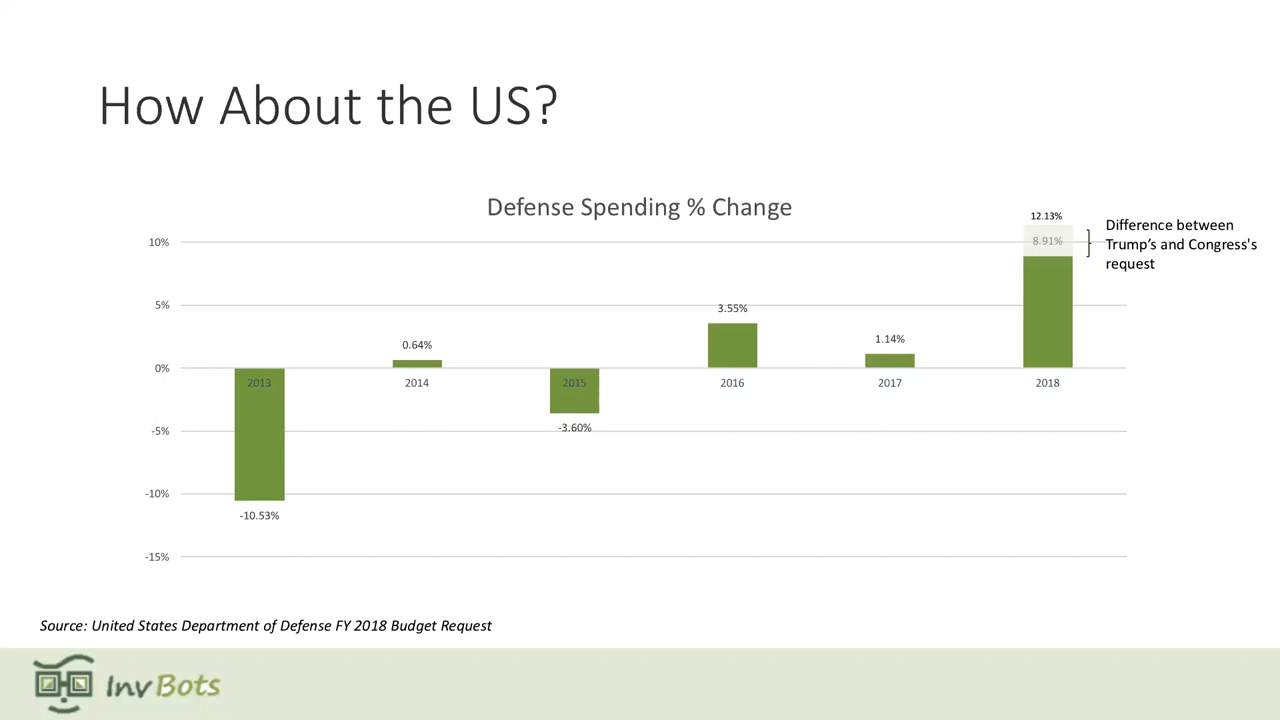 How About the US?
Defense Spending % Change
12.13%
Difference between
Trump’s and Congress's
request
10%
8.91%
5%
3.55%
1.14%
0.64%
0%
2013
2014
2015
2016
2017
2018
-3.60%
-5%
-10%
-10.53%
-15%
Source: United States Department of Defense FY 2018 Budget Request
InvBots